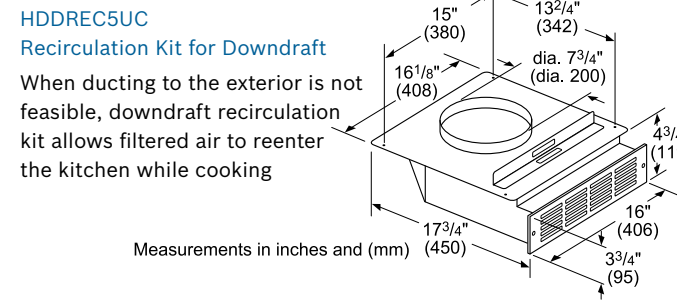 HDDREC5UC
Recirculation Kit for Downdraft
When ducting to the exterior is not
feasible, downdraft recirculation
kit allows filtered air to reenter
the kitchen while cooking
15"
(380)
13 2/4"
(342)
dia. 7 3/4"
(dia. 200)
16 1/8"
(408)
16"
(406)
17 3/4"
(450)
3 3/4"
(95)
Measurements in inches and (mm)